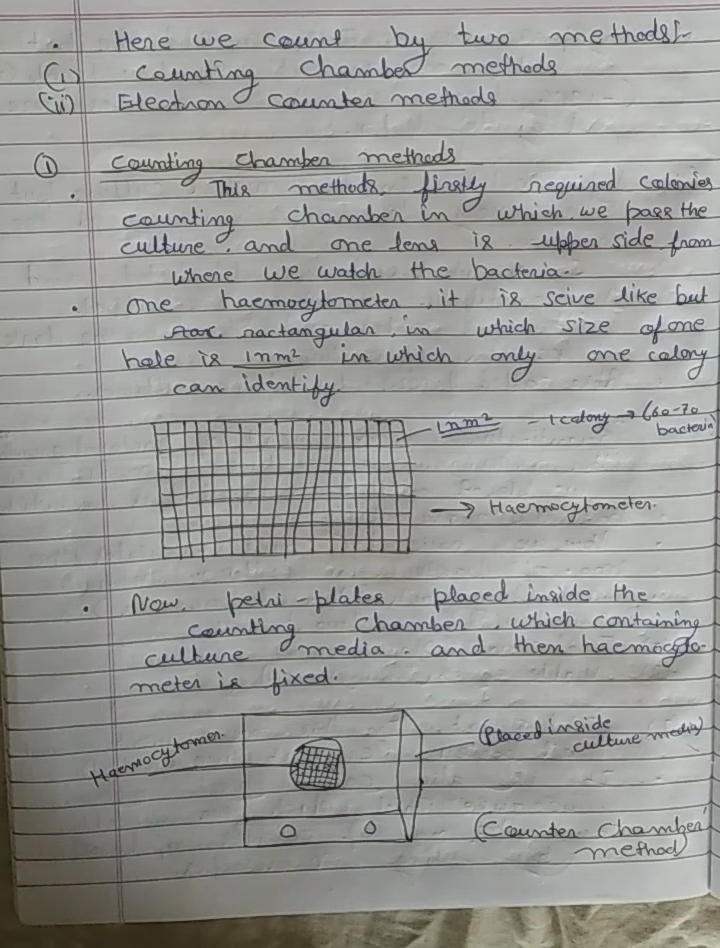 . Here we count by two methods:-
(i) counting chamber methods
(ii) Electron counter methods
① counting chamber methods
. This methods, firstly required colonies
counting chamber in which we pass the
culture. and one lens is upper side from
where we watch the bacteria.
. one haemocytometer, it is seive like but
ractangular, in which size of one
hole is 1nm² in which only one colony
can identify.
1nm² - 1 colony → (60-70
bacteria)
→ Haemocytometer.
. Now, petri-plates placed inside the
counting chamber, which containing
culture media. and then haemocyto-
meter is fixed.
Haemocytomer.
(Placed inside
culture media)
(Counter Chamber
method)